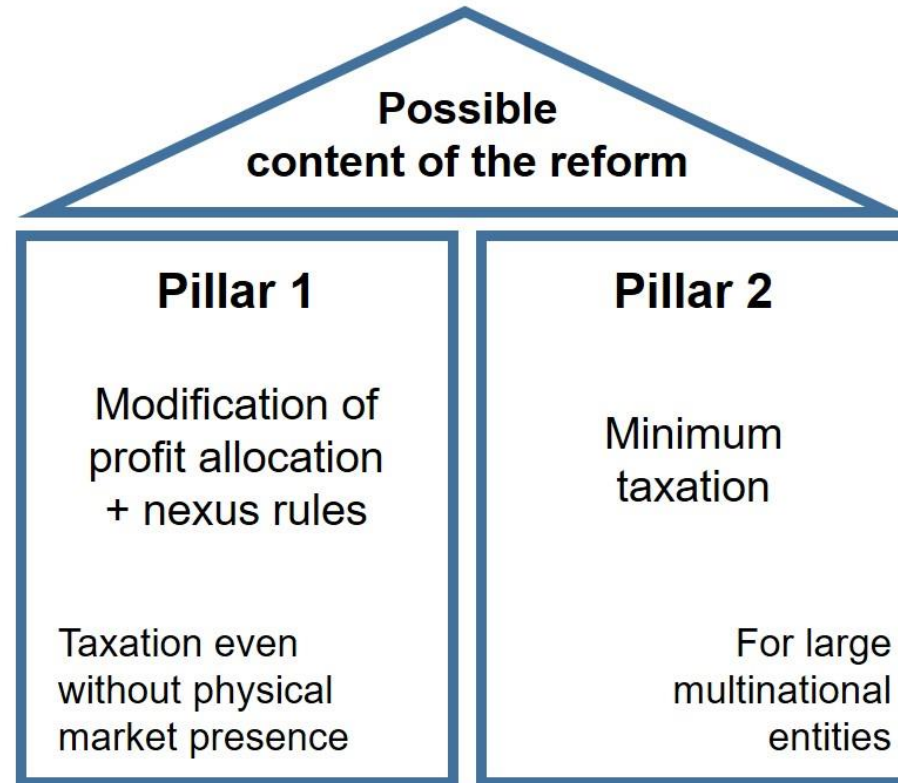 Possible
content of the reform
Pillar 1
Modification of
profit allocation
+ nexus rules
Taxation even
without physical
market presence
Pillar 2
Minimum
taxation
For large
multinational
entities